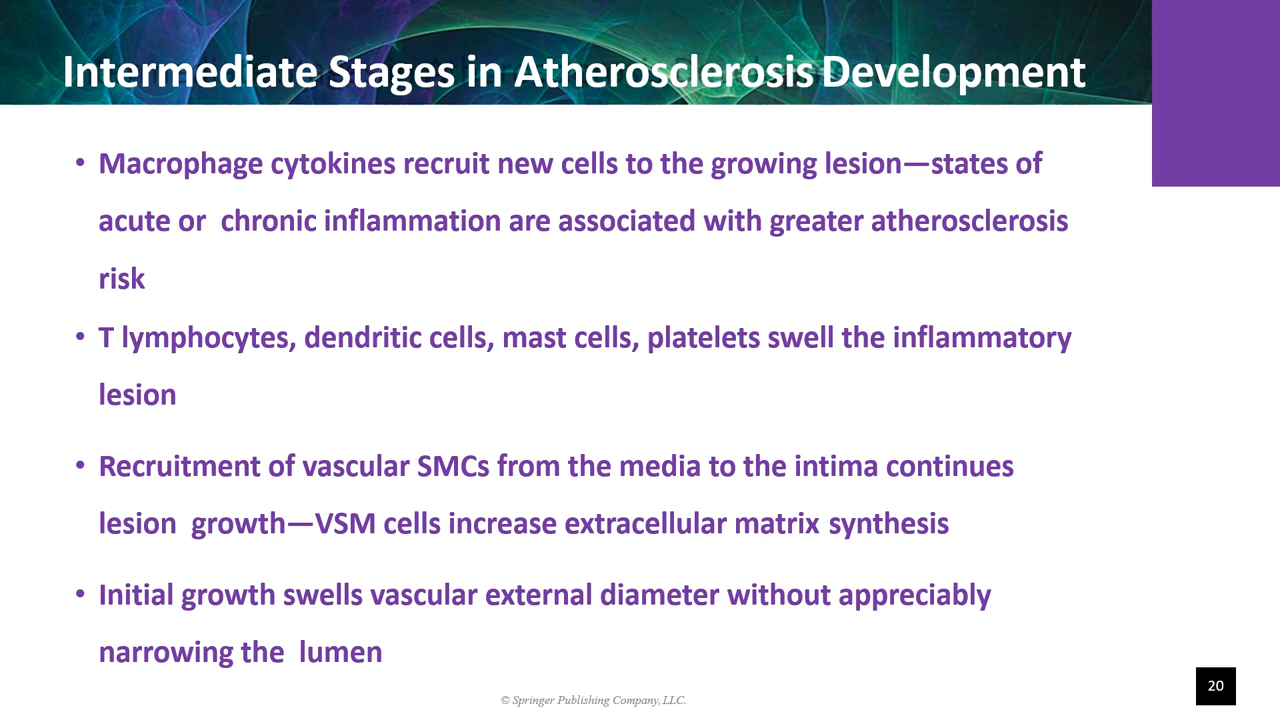 Intermediate Stages in Atherosclerosis Development
• Macrophage cytokines recruit new cells to the growing lesion—states of
acute or chronic inflammation are associated with greater atherosclerosis
risk
• T lymphocytes, dendritic cells, mast cells, platelets swell the inflammatory
lesion
• Recruitment of vascular SMCs from the media to the intima continues
lesion growth—VSM cells increase extracellular matrix synthesis
• Initial growth swells vascular external diameter without appreciably
narrowing the lumen
© Springer Publishing Company, LLC.
20